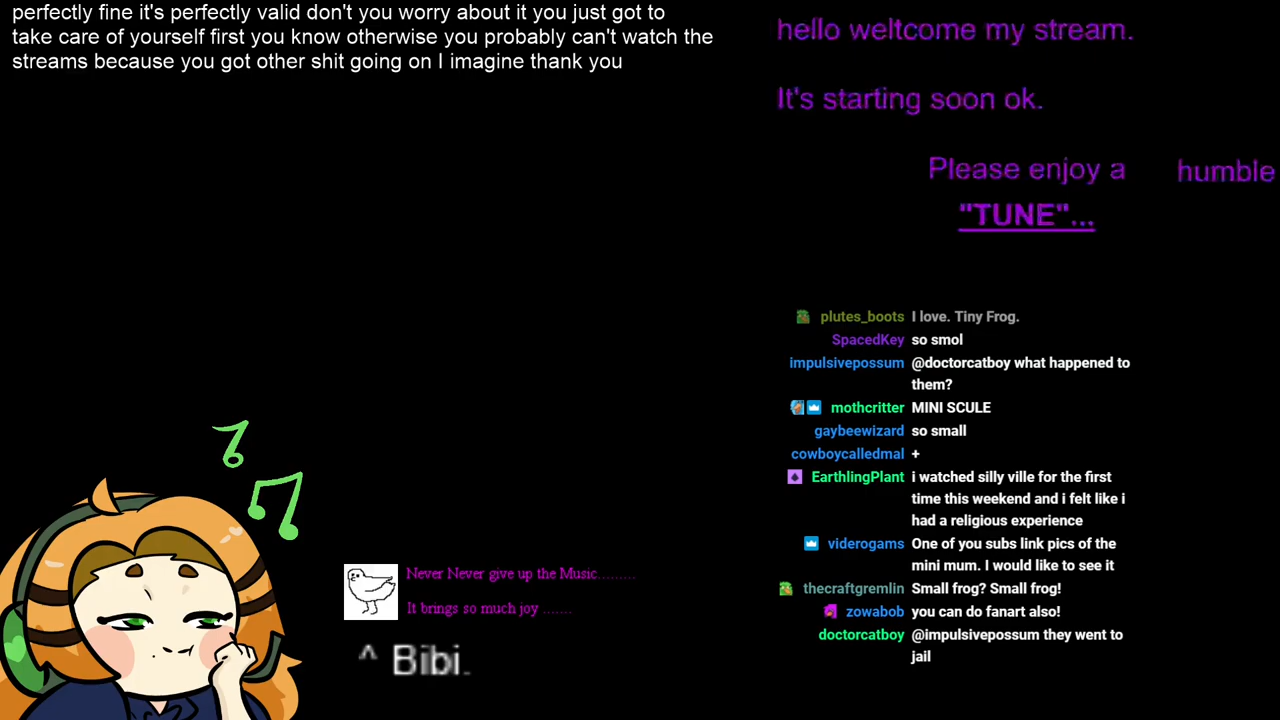 perfectly fine it's perfectly valid don't you worry about it you just got to
take care of yourself first you know otherwise you probably can't watch the
streams because you got other shit going on I imagine thank you
hello weltcome my stream.
It's starting soon ok.
Please enjoy a humble
"TUNE"...
plutes_boots I love. Tiny Frog.
SpacedKey so smol
impulsivepossum @doctorcatboy what happened to
them?
mothcritter MINI SCULE
gaybeewizard so small
cowboycalledmal +
EarthlingPlant i watched silly ville for the first
time this weekend and i felt like i
had a religious experience
viderogams One of you subs link pics of the
mini mum. I would like to see it
thecraftgremlin Small frog? Small frog!
zowabob you can do fanart also!
doctorcatboy @impulsivepossum they went to
jail
Never Never give up the Music.........
It brings so much joy .......
^ Bibi.